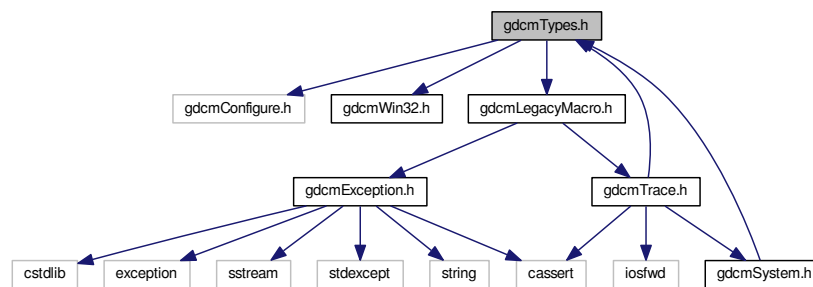 gdcmTypes.h
gdcmConfigure.h
gdcmWin32.h
gdcmLegacyMacro.h
gdcmException.h
gdcmTrace.h
cstdlib
exception
sstream
stdexcept
string
cassert
iosfwd
gdcmSystem.h